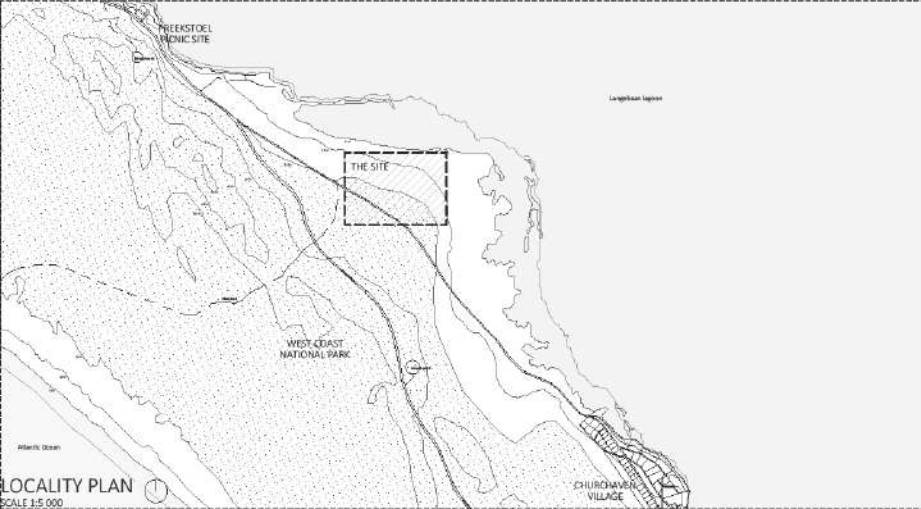 PREEKSTOEL
PICNIC SITE
Langebaan lagoon
THE SITE
WEST COAST
NATIONAL PARK
Atlantic Ocean
LOCALITY PLAN
SCALE 1:5 000
CHURCHAVEN
VILLAGE